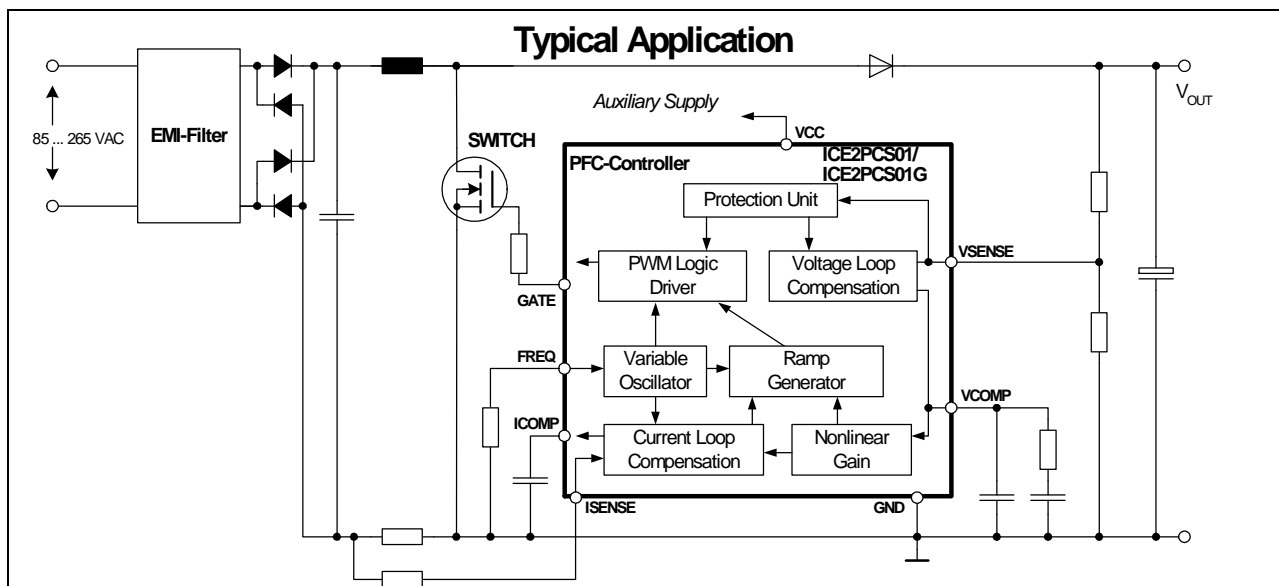 Typical Application
85 ... 265 VAC
EMI-Filter
SWITCH
Auxiliary Supply
VCC
VOUT
PFC-Controller
ICE2PCS01/
ICE2PCS01G
Protection Unit
PWM Logic
Driver
Voltage Loop
Compensation
VSENSE
GATE
FREQ
Variable
Oscillator
Ramp
Generator
VCOMP
ICOMP
Current Loop
Compensation
Nonlinear
Gain
ISENSE
GND